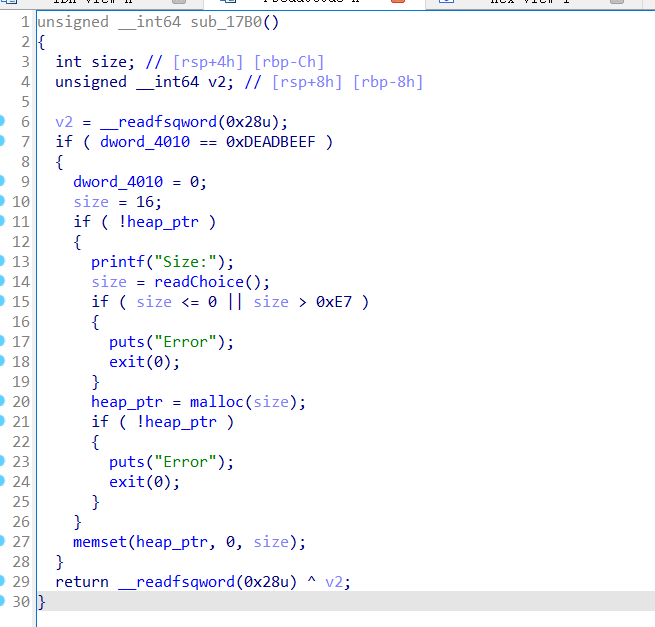 1 unsigned __int64 sub_17B0()
2 {
3 int size; // [rsp+4h] [rbp-Ch]
4 unsigned __int64 v2; // [rsp+8h] [rbp-8h]
5
6 v2 = __readfsqword(0x28u);
7 if ( dword_4010 == 0xDEADBEEF )
8 {
9 dword_4010 = 0;
10 size = 16;
11 if ( !heap_ptr )
12 {
13 printf("Size:");
14 size = readChoice();
15 if ( size <= 0 || size > 0xE7 )
16 {
17 puts("Error");
18 exit(0);
19 }
20 heap_ptr = malloc(size);
21 if ( !heap_ptr )
22 {
23 puts("Error");
24 exit(0);
25 }
26 }
27 memset(heap_ptr, 0, size);
28 }
29 return __readfsqword(0x28u) ^ v2;
30 }